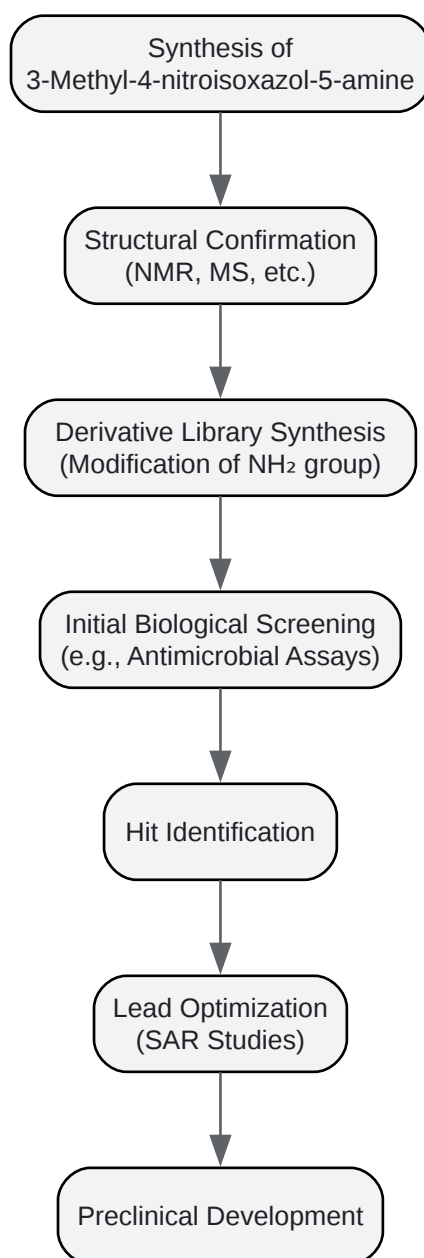 Synthesis of
3-Methyl-4-nitroisoxazol-5-amine
Structural Confirmation
(NMR, MS, etc.)
Derivative Library Synthesis
(Modification of NH₂ group)
Initial Biological Screening
(e.g., Antimicrobial Assays)
Hit Identification
Lead Optimization
(SAR Studies)
Preclinical Development